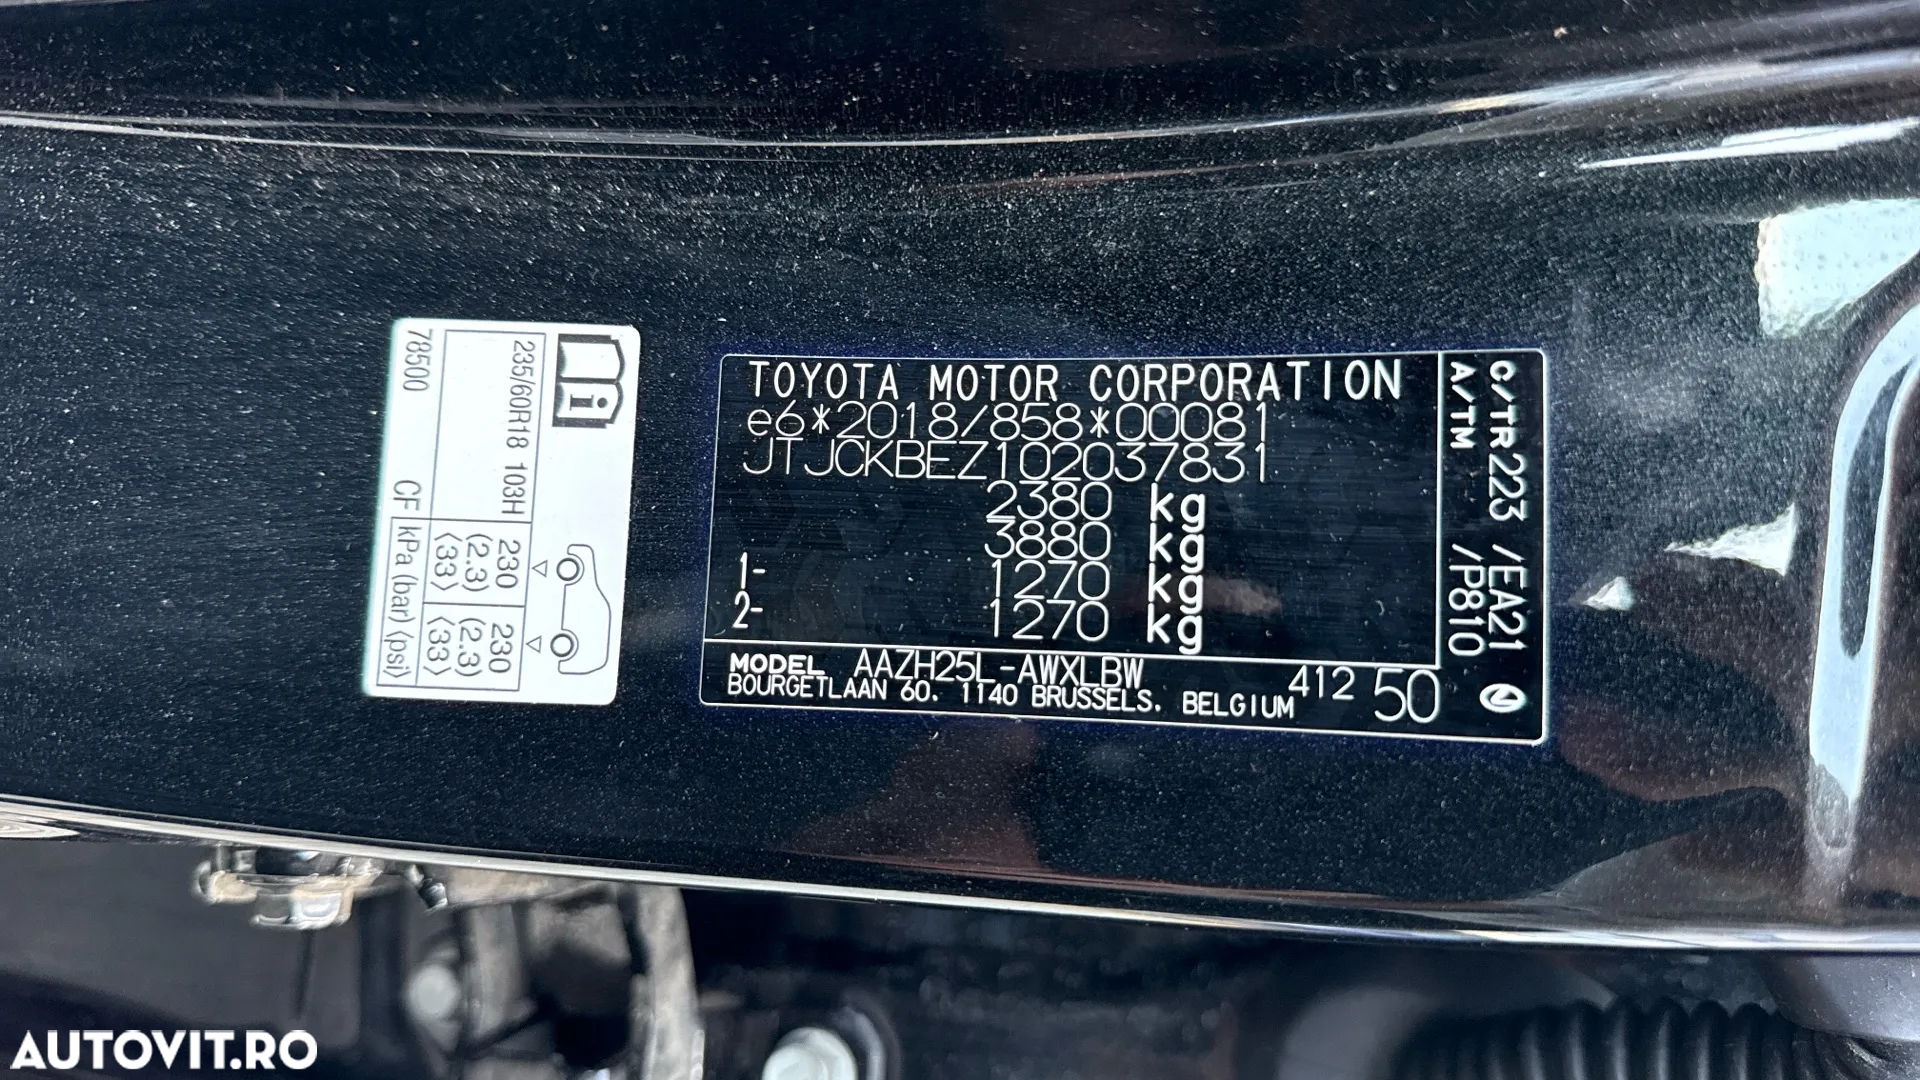 235/60R18 103H
230
(2.3)
⟨33⟩
230
(2.3)
⟨33⟩
kPa (bar) ⟨psi⟩
78500 CF
TOYOTA MOTOR CORPORATION
e6*2018/858*00081
JTJCKBEZ102037831
2380 kg
3880 kg
1- 1270 kg
2- 1270 kg
MODEL AAZH25L-AWXLBW
BOURGETLAAN 60. 1140 BRUSSELS. BELGIUM 412 50
C/TR 223 /EA21
A/TM /P810
AUTOVIT.RO